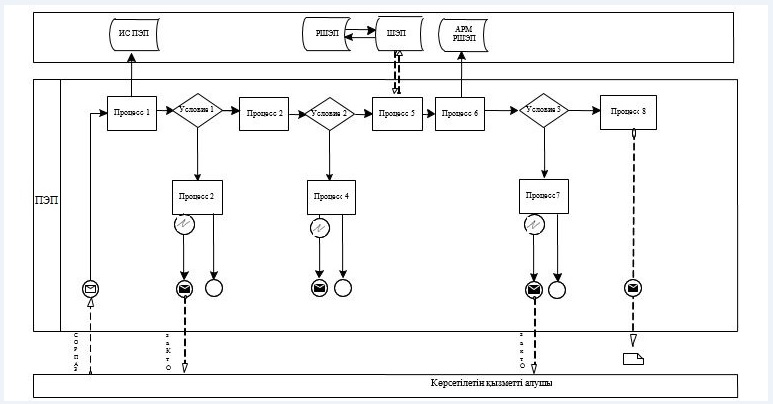 ИС ПЭП
РШЭП
ШЭП
АРМ
РШЭП
Процесс 1
Условие 1
Процесс 2
Условие 2
Процесс 5
Процесс 6
Условие 3
Процесс 8
ПЭП
Процесс 2
Процесс 4
Процесс7
Көрсетілетін қызметті алушы